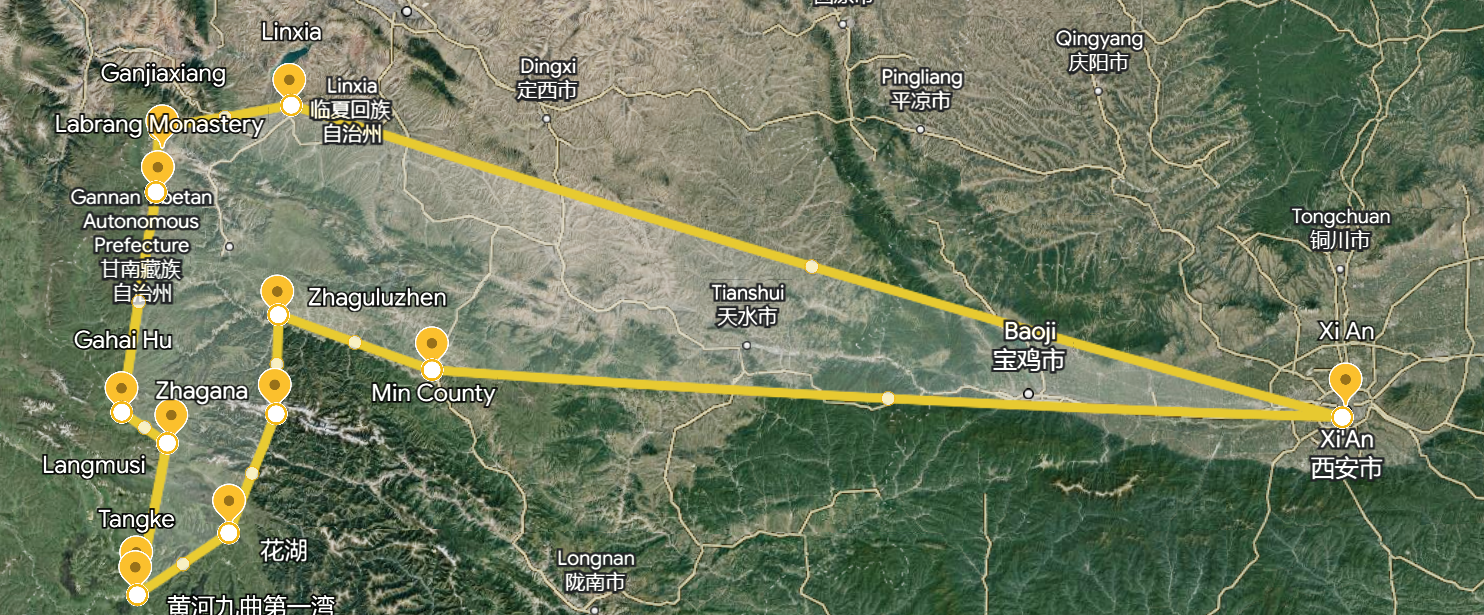 固原市
Linxia
Qingyang
庆阳市
Ganjiaxiang
Dingxi
定西市
Pingliang
平凉市
Linxia
临夏回族
自治州
Labrang Monastery
Gannan Tibetan
Autonomous
Prefecture
甘南藏族
自治州
Tongchuan
铜川市
Zhaguluzhen
Tianshui
天水市
Baoji
宝鸡市
Xi An
Gahai Hu
Zhagana
Min County
Xi'An
西安市
Langmusi
Tangke
花湖
Longnan
陇南市
黄河九曲第一湾